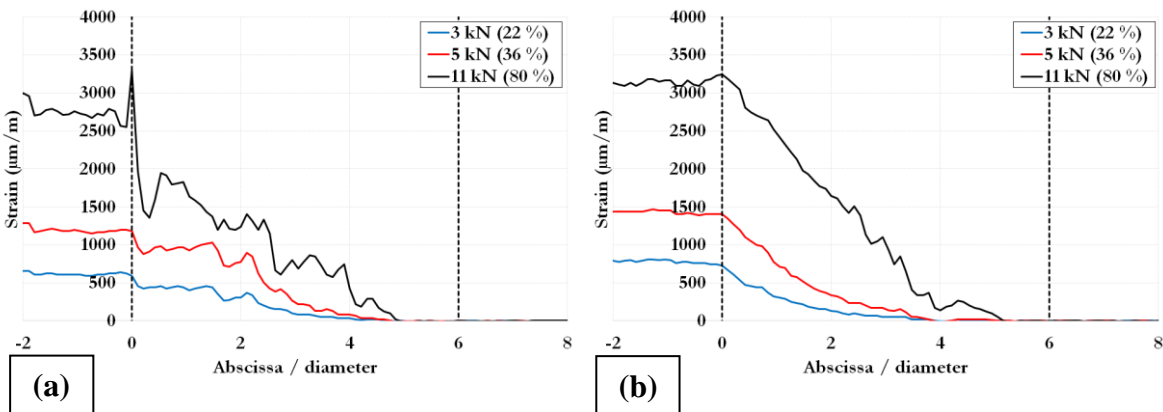 4000
3500
3000
2500
2000
1500
1000
500
0
Strain (µm/m)
3 kN (22 %)
5 kN (36 %)
11 kN (80 %)
-2 0 2 4 6 8
Abscissa / diameter
(a)
4000
3500
3000
2500
2000
1500
1000
500
0
Strain (µm/m)
3 kN (22 %)
5 kN (36 %)
11 kN (80 %)
-2 0 2 4 6 8
Abscissa / diameter
(b)